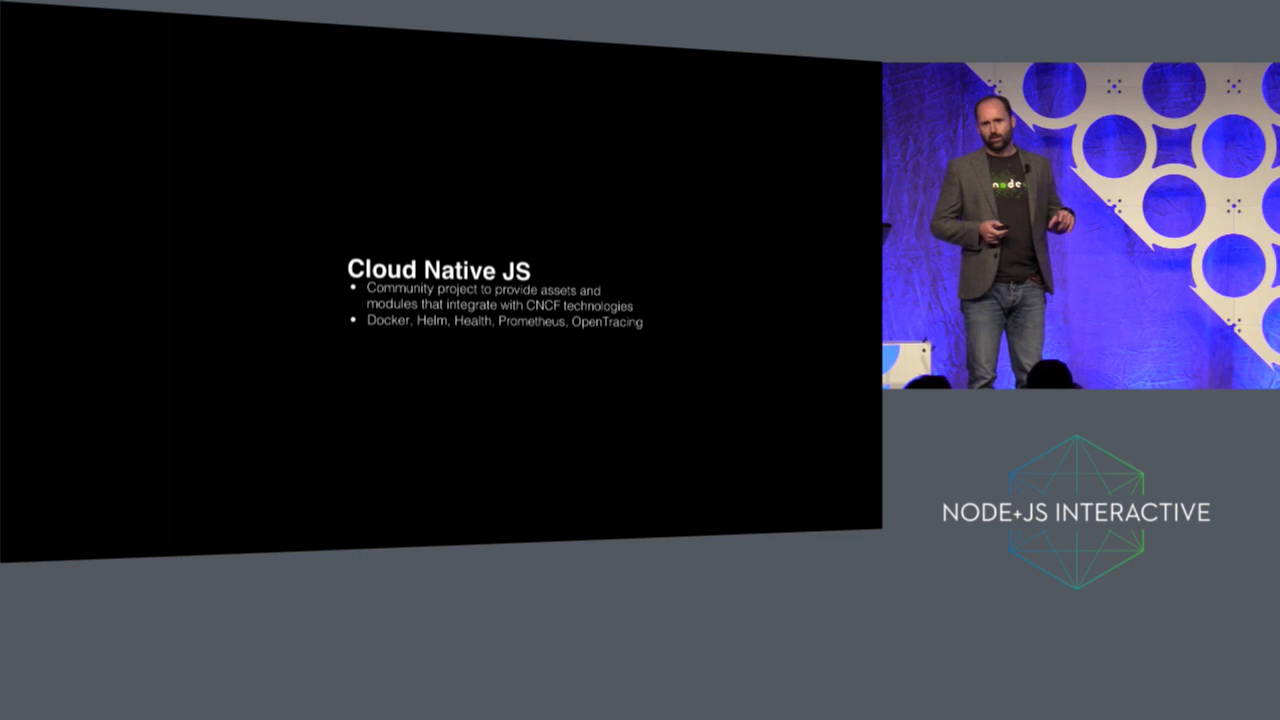 Cloud Native JS
• Community project to provide assets and
modules that integrate with CNCF technologies
• Docker, Helm, Health, Prometheus, OpenTracing
node
NODE+JS INTERACTIVE